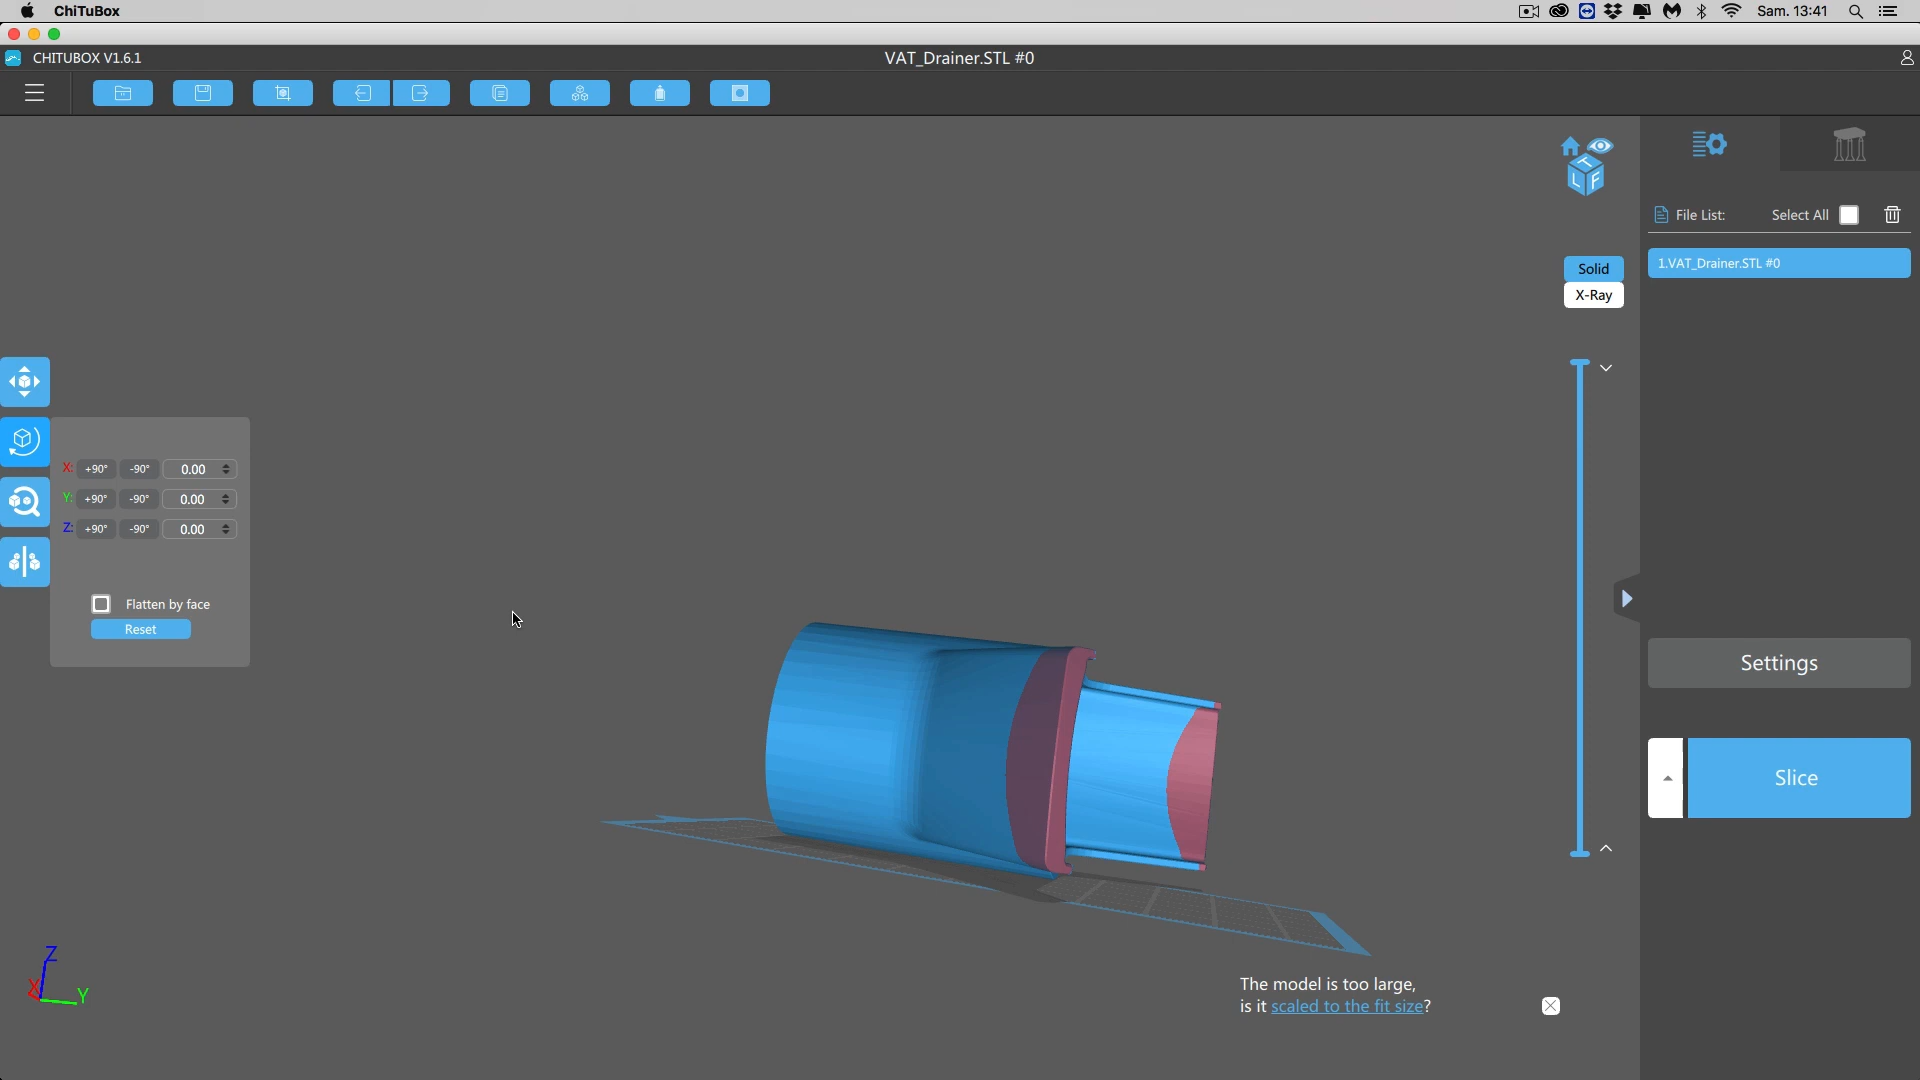 ChiTuBox
Sam. 13:41
CHITUBOX V1.6.1
VAT_Drainer.STL #0
T
L F
File List:
Select All
1.VAT_Drainer.STL #0
Solid
X-Ray
X: +90° -90° 0.00
Y: +90° -90° 0.00
Z: +90° -90° 0.00
Flatten by face
Reset
Settings
Slice
Z
X Y
The model is too large,
is it scaled to the fit size?